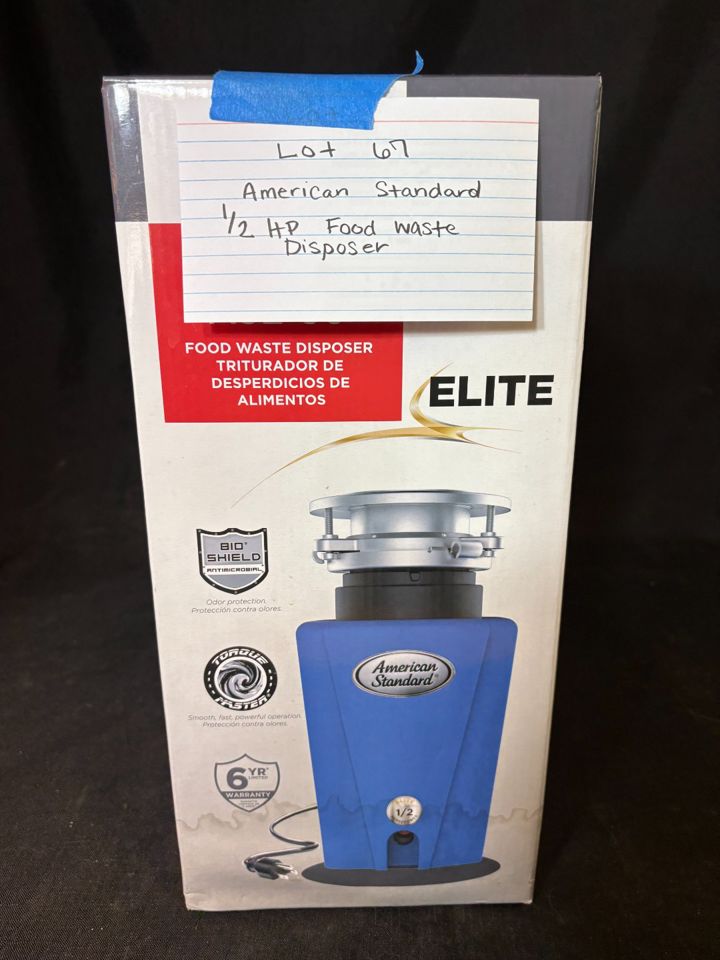 Lot 67
American Standard
1/2 HP Food Waste
Disposer
FOOD WASTE DISPOSER
TRITURADOR DE
DESPERDICIOS DE
ALIMENTOS
ELITE
BIO
SHIELD
ANTIMICROBIAL
Odor protection.
Protección contra olores.
TORQUE
FASTER
Smooth, fast, powerful operation.
Protección contra olores.
American
Standard
6 YR
LIMITED
WARRANTY
1/2